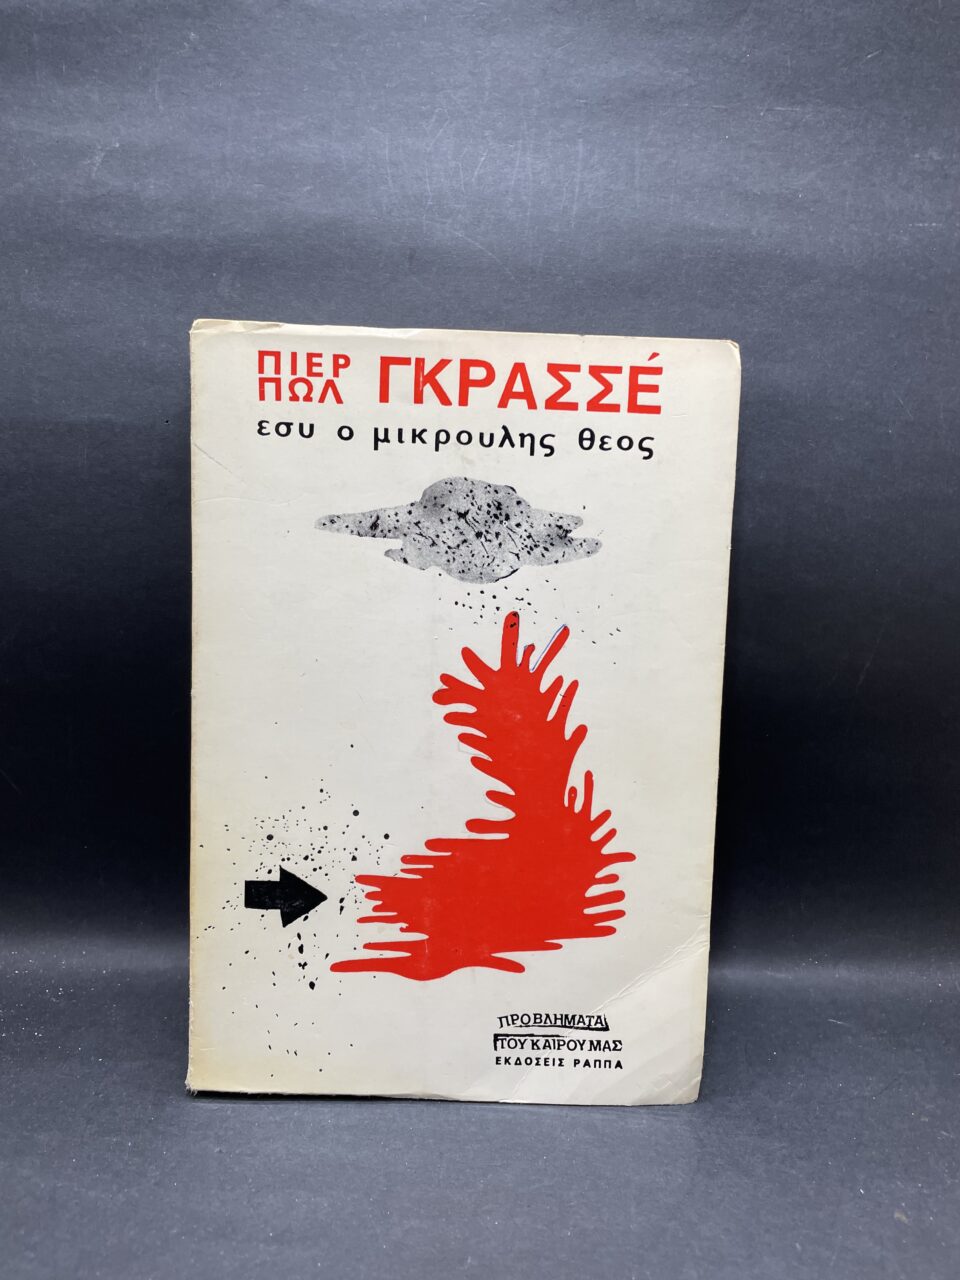 ΠΙΕΡ
ΠΩΛ ΓΚΡΑΣΣΈ
εσυ ο μικρουλης θεος
ΠΡΟΒΛΗΜΑΤΑ
ΤΟΥ ΚΑΙΡΟΥ ΜΑΣ
ΕΚΔΟΣΕΙΣ ΡΑΠΠΑ